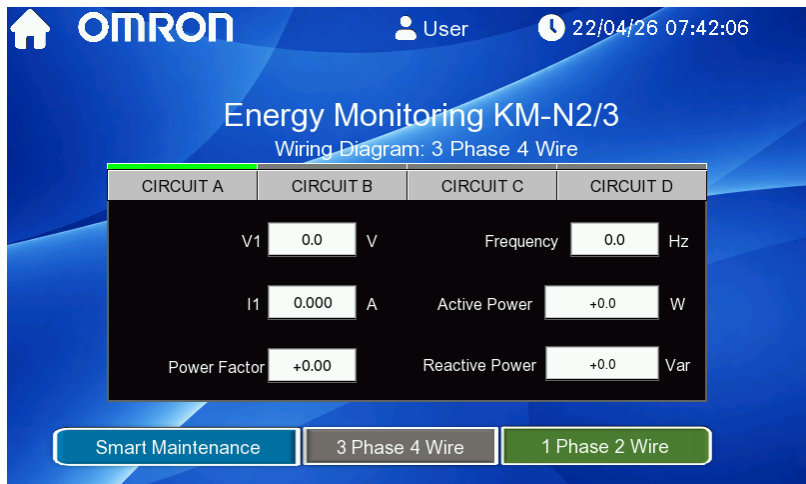 OMRON User 22/04/26 07:42:06
Energy Monitoring KM-N2/3
Wiring Diagram: 3 Phase 4 Wire
CIRCUIT A CIRCUIT B CIRCUIT C CIRCUIT D
V1 0.0 V Frequency 0.0 Hz
I1 0.000 A Active Power +0.0 W
Power Factor +0.00 Reactive Power +0.0 Var
Smart Maintenance 3 Phase 4 Wire 1 Phase 2 Wire